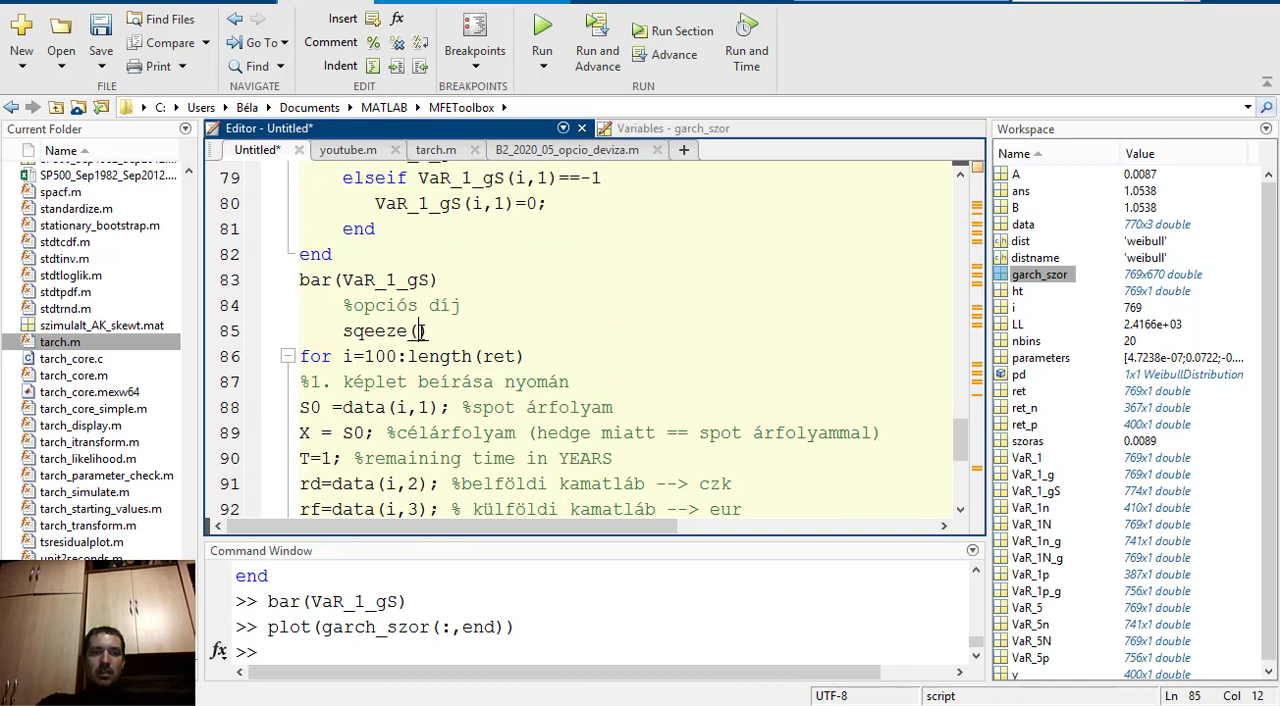 New
Open
Save
Find Files
Compare
Print
Go To
Find
Insert
fx
Comment
Indent
Breakpoints
Run
Run and
Advance
Run Section
Advance
Run and
Time
FILE
NAVIGATE
EDIT
BREAKPOINTS
RUN
C: Users Béla Documents MATLAB MFEToolbox
Current Folder
Name
SP500_Sep1982_Sep2012....
spacf.m
standardize.m
stationary_bootstrap.m
stdtcdf.m
stdtinv.m
stdtloglik.m
stdtpdf.m
stdtrnd.m
szimulalt_AK_skewt.mat
tarch.m
tarch_core.c
tarch_core.m
tarch_core.mexw64
tarch_core_simple.m
tarch_display.m
tarch_itransform.m
tarch_likelihood.m
tarch_parameter_check.m
tarch_simulate.m
tarch_starting_values.m
tarch_transform.m
tsresidualplot.m
unit2seconds.m
Editor - Untitled*
Variables - garch_szor
Untitled*
youtube.m
tarch.m
B2_2020_05_opcio_deviza.m
79 elseif VaR_1_gS(i,1)==-1
80 VaR_1_gS(i,1)=0;
81 end
82 end
83 bar(VaR_1_gS)
84 %opciós díj
85 sqeeze()
86 for i=100:length(ret)
87 %1. képlet beírása nyomán
88 S0 =data(i,1); %spot árfolyam
89 X = S0; %célárfolyam (hedge miatt == spot árfolyammal)
90 T=1; %remaining time in YEARS
91 rd=data(i,2); %belföldi kamatláb --> czk
92 rf=data(i,3); % külföldi kamatláb --> eur
Command Window
end
>> bar(VaR_1_gS)
>> plot(garch_szor(:,end))
fx >>
Workspace
Name Value
A 0.0087
ans 1.0538
B 1.0538
data 770x3 double
dist 'weibull'
distname 'weibull'
garch_szor 769x670 double
ht 769x1 double
i 769
LL 2.4166e+03
nbins 20
parameters [4.7238e-07;0.0722,...
pd 1x1 WeibullDistribution
ret 769x1 double
ret_n 367x1 double
ret_p 400x1 double
szoras 0.0089
VaR_1 769x1 double
VaR_1_g 769x1 double
VaR_1_gS 774x1 double
VaR_1n 410x1 double
VaR_1N 769x1 double
VaR_1n_g 741x1 double
VaR_1N_g 769x1 double
VaR_1p 387x1 double
VaR_1p_g 756x1 double
VaR_5 769x1 double
VaR_5n 741x1 double
VaR_5N 769x1 double
VaR_5p 756x1 double
400x1 double
UTF-8
script
Ln 85 Col 12